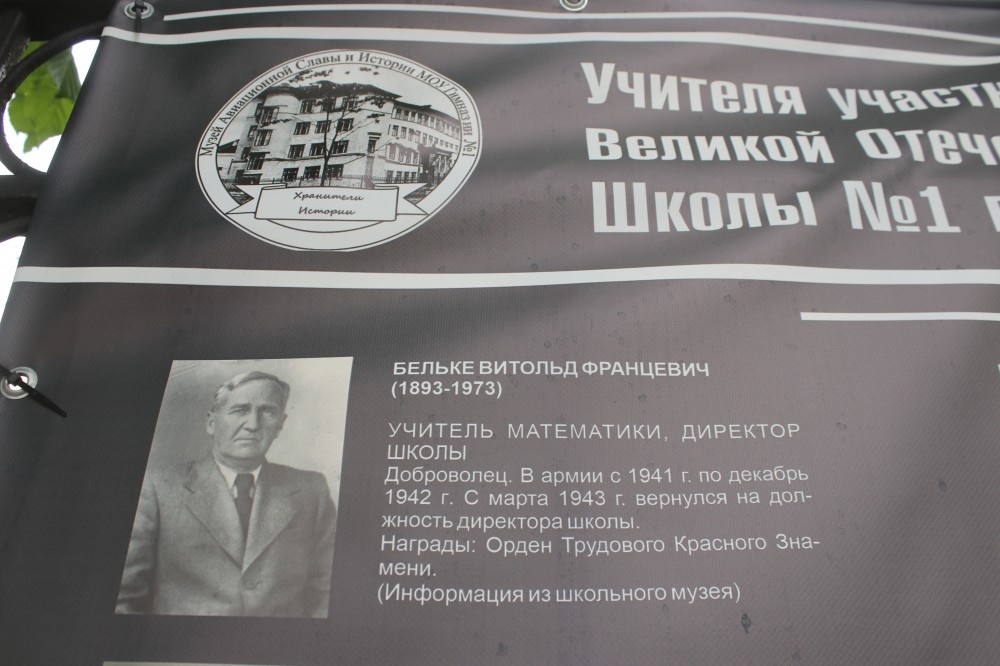 Музей Авиационной Славы и Истории МОУ Гимназии №1
Хранители
Истории
Учителя участн
Великой Отече
Школы №1 г
БЕЛЬКЕ ВИТОЛЬД ФРАНЦЕВИЧ
(1893-1973)
УЧИТЕЛЬ МАТЕМАТИКИ, ДИРЕКТОР
ШКОЛЫ
Доброволец. В армии с 1941 г. по декабрь
1942 г. С марта 1943 г. вернулся на дол-
жность директора школы.
Награды: Орден Трудового Красного Зна-
мени.
(Информация из школьного музея)